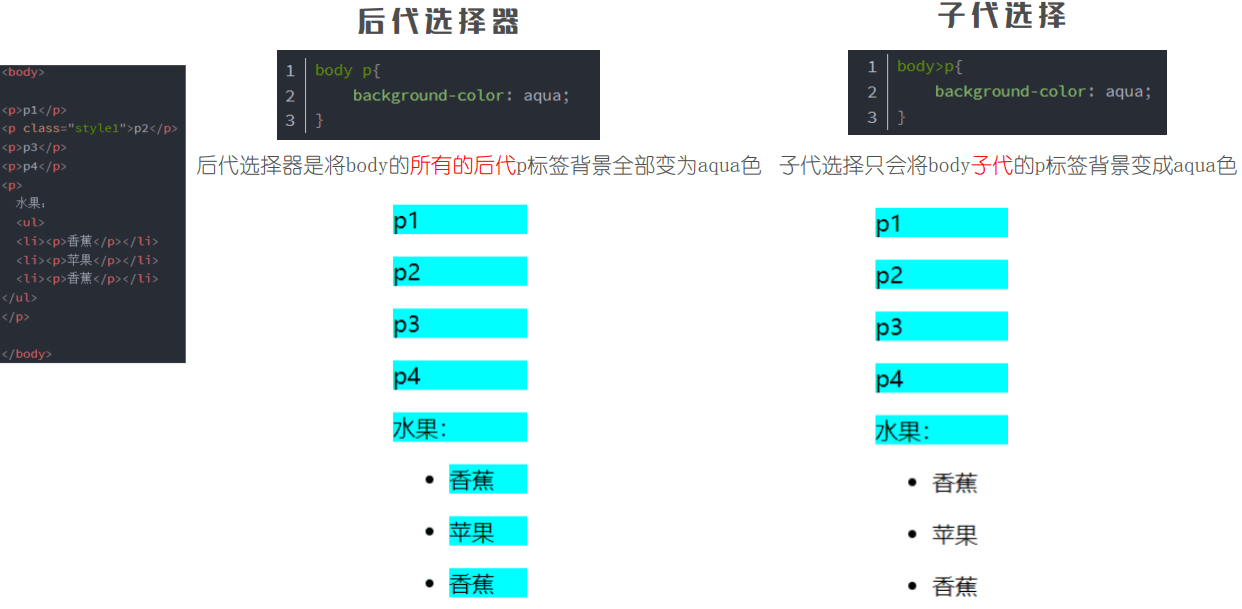 后代选择器
子代选择
<body>
<p>p1</p>
<p class="style1">p2</p>
<p>p3</p>
<p>p4</p>
<p>
水果：
<ul>
<li><p>香蕉</p></li>
<li><p>苹果</p></li>
<li><p>香蕉</p></li>
</ul>
</p>
</body>
1 body p{
2 background-color: aqua;
3 }
后代选择器是将body的所有的后代p标签背景全部变为aqua色
p1
p2
p3
p4
水果：
• 香蕉
• 苹果
• 香蕉
1 body>p{
2 background-color: aqua;
3 }
子代选择只会将body子代的p标签背景变成aqua色
p1
p2
p3
p4
水果：
• 香蕉
• 苹果
• 香蕉